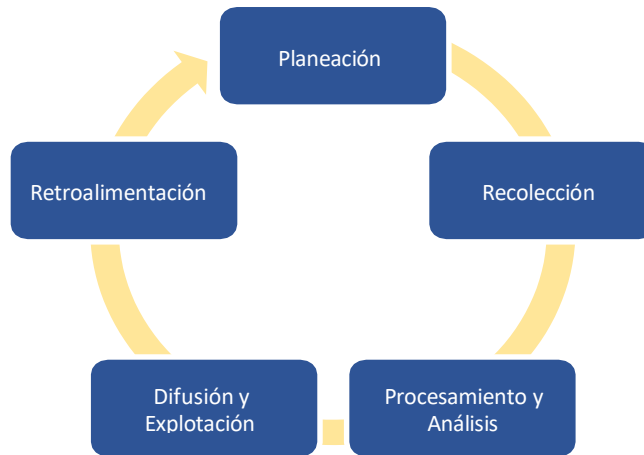 Planeación
Recolección
Procesamiento y
Análisis
Difusión y
Explotación
Retroalimentación